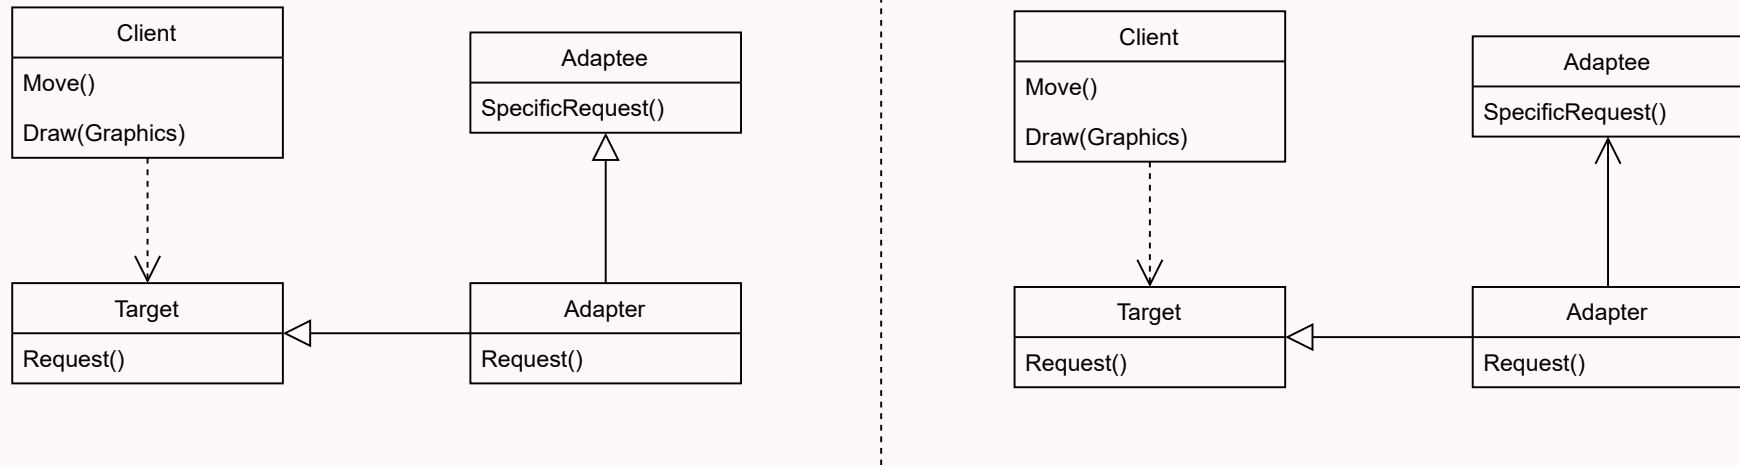 Client
Move()
Draw(Graphics)
Adaptee
SpecificRequest()
Target
Request()
Adapter
Request()
Client
Move()
Draw(Graphics)
Adaptee
SpecificRequest()
Target
Request()
Adapter
Request()